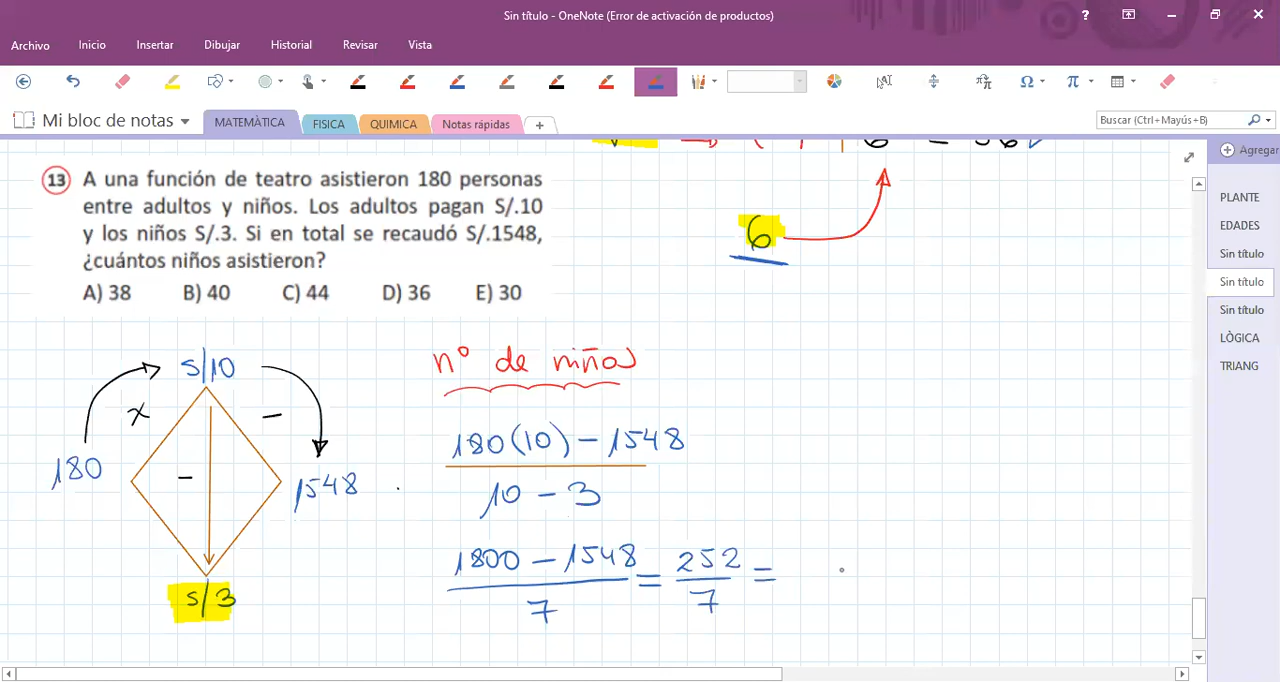 Sin título - OneNote (Error de activación de productos)
Archivo Inicio Insertar Dibujar Historial Revisar Vista
Mi bloc de notas MATEMÀTICA FISICA QUIMICA Notas rápidas + Buscar (Ctrl+Mayús+B)
Agregar
PLANTE
EDADES
Sin título
Sin título
Sin título
LÒGICA
TRIANG
6
13 A una función de teatro asistieron 180 personas
entre adultos y niños. Los adultos pagan S/.10
y los niños S/.3. Si en total se recaudó S/.1548,
¿cuántos niños asistieron?
A) 38 B) 40 C) 44 D) 36 E) 30
S/10
x −
180 − 1548
S/3
nº de niños
180(10) − 1548
10 − 3
1800 − 1548 = 252 =
7 7